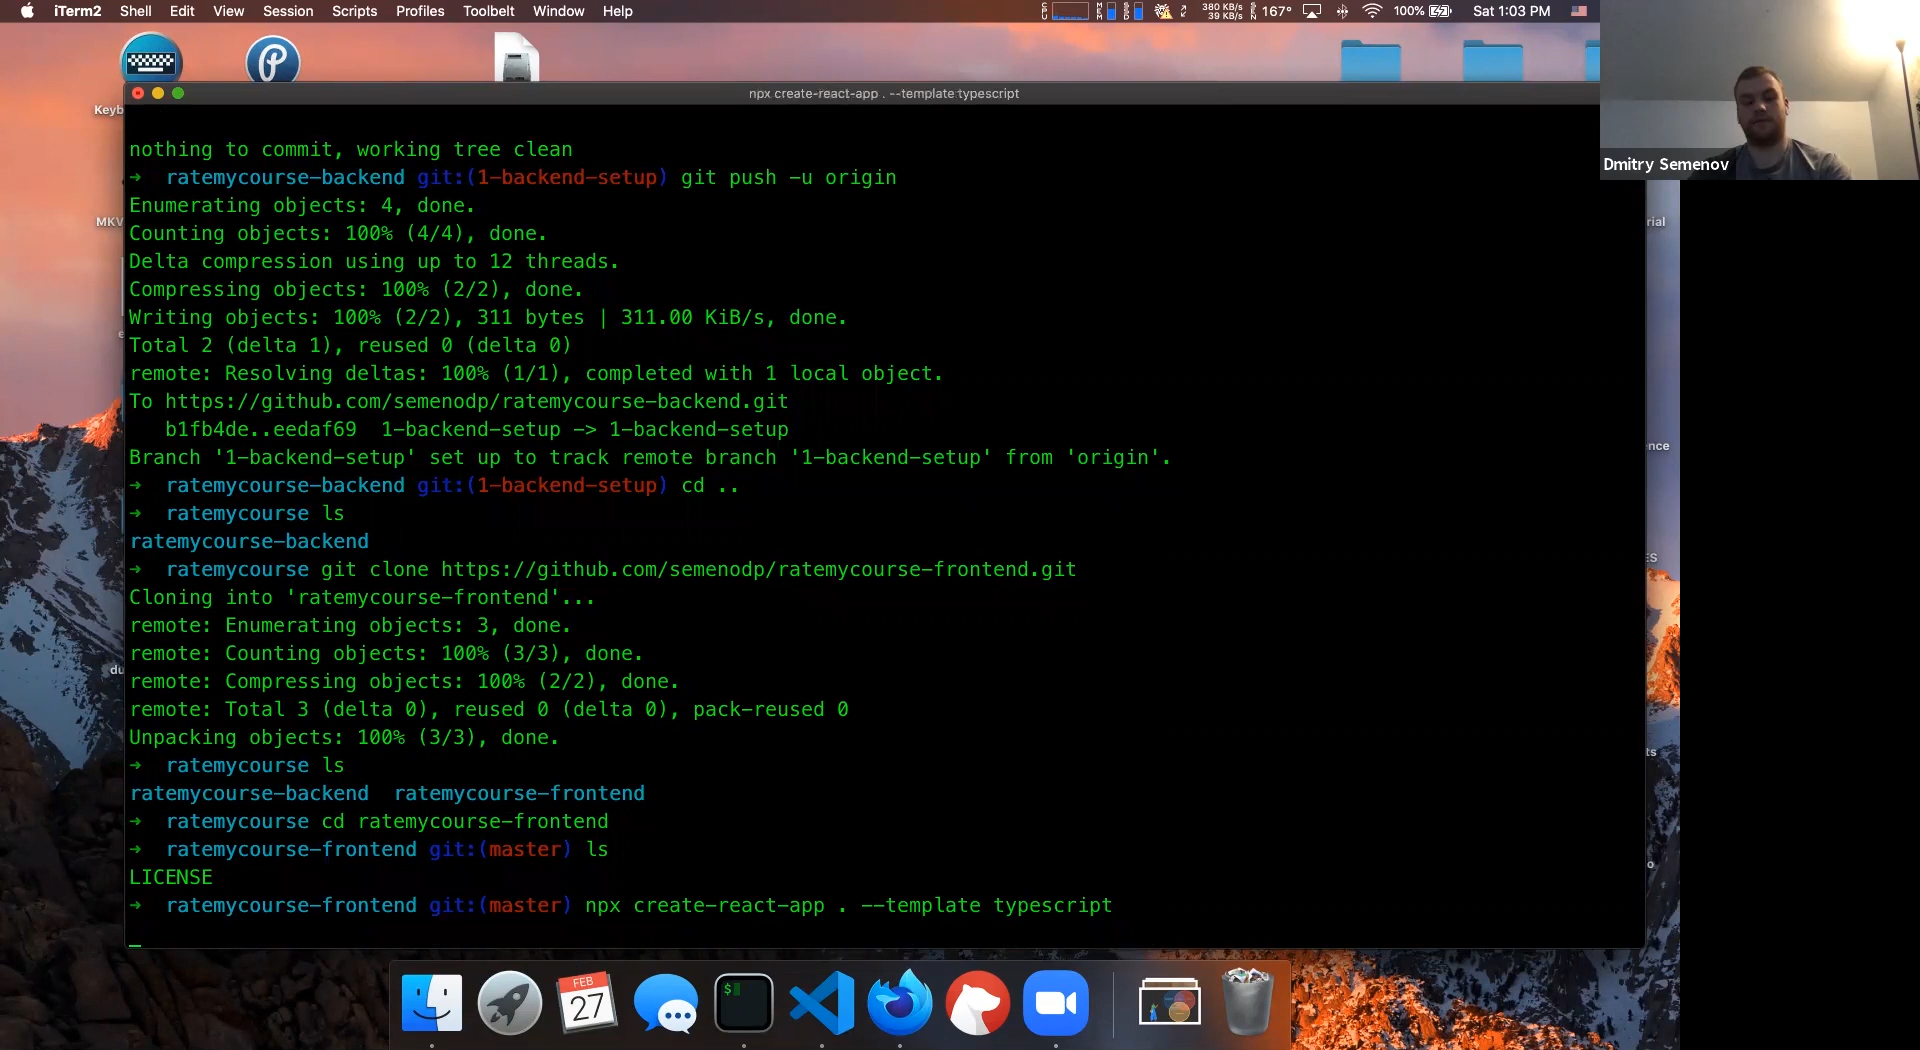 iTerm2 Shell Edit View Session Scripts Profiles Toolbelt Window Help
380 KB/s
39 KB/s
167° 100% Sat 1:03 PM
npx create-react-app . --template typescript
Keyb
MKV
du
rial
nce
ES
ts
o
Dmitry Semenov
nothing to commit, working tree clean
➜ ratemycourse-backend git:(1-backend-setup) git push -u origin
Enumerating objects: 4, done.
Counting objects: 100% (4/4), done.
Delta compression using up to 12 threads.
Compressing objects: 100% (2/2), done.
Writing objects: 100% (2/2), 311 bytes | 311.00 KiB/s, done.
Total 2 (delta 1), reused 0 (delta 0)
remote: Resolving deltas: 100% (1/1), completed with 1 local object.
To https://github.com/semenodp/ratemycourse-backend.git
b1fb4de..eedaf69 1-backend-setup -> 1-backend-setup
Branch '1-backend-setup' set up to track remote branch '1-backend-setup' from 'origin'.
➜ ratemycourse-backend git:(1-backend-setup) cd ..
➜ ratemycourse ls
ratemycourse-backend
➜ ratemycourse git clone https://github.com/semenodp/ratemycourse-frontend.git
Cloning into 'ratemycourse-frontend'...
remote: Enumerating objects: 3, done.
remote: Counting objects: 100% (3/3), done.
remote: Compressing objects: 100% (2/2), done.
remote: Total 3 (delta 0), reused 0 (delta 0), pack-reused 0
Unpacking objects: 100% (3/3), done.
➜ ratemycourse ls
ratemycourse-backend ratemycourse-frontend
➜ ratemycourse cd ratemycourse-frontend
➜ ratemycourse-frontend git:(master) ls
LICENSE
➜ ratemycourse-frontend git:(master) npx create-react-app . --template typescript
FEB
27
$